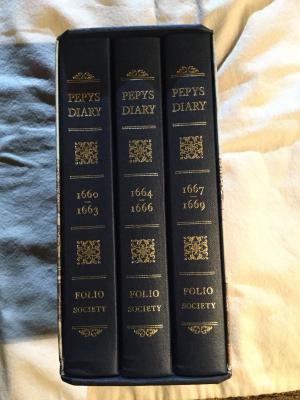 PEPYS
DIARY
1660
–
1663
FOLIO
SOCIETY
PEPYS
DIARY
1664
–
1666
FOLIO
SOCIETY
PEPYS
DIARY
1667
–
1669
FOLIO
SOCIETY